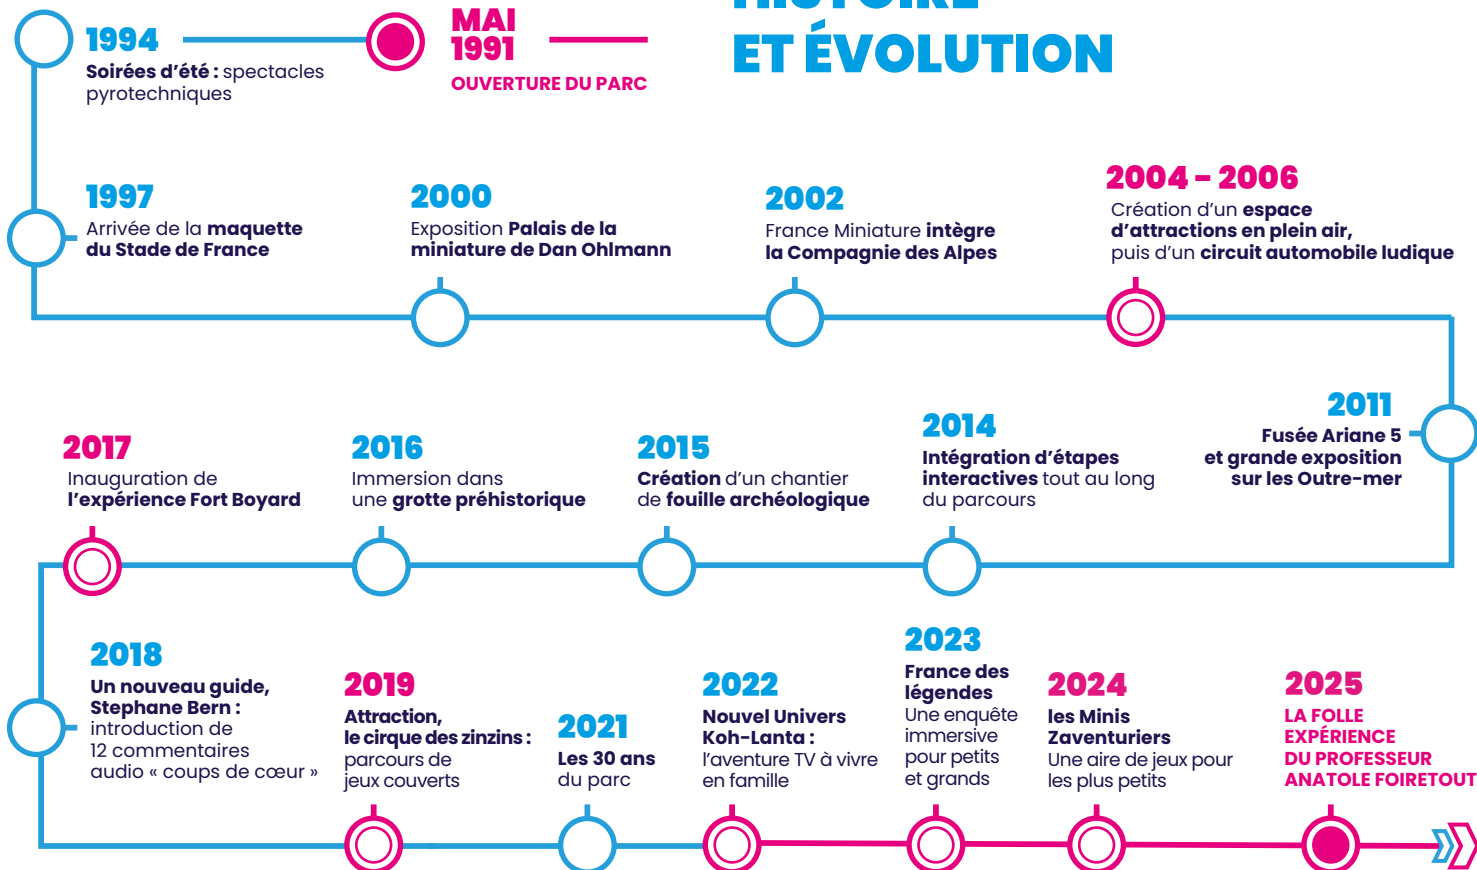 HISTOIRE
ET ÉVOLUTION
MAI
1991
OUVERTURE DU PARC
1994
Soirées d’été : spectacles
pyrotechniques
1997
Arrivée de la maquette
du Stade de France
2000
Exposition Palais de la
miniature de Dan Ohlmann
2002
France Miniature intègre
la Compagnie des Alpes
2004 – 2006
Création d’un espace
d’attractions en plein air,
puis d’un circuit automobile ludique
2011
Fusée Ariane 5
et grande exposition
sur les Outre-mer
2014
Intégration d’étapes
interactives tout au long
du parcours
2015
Création d’un chantier
de fouille archéologique
2016
Immersion dans
une grotte préhistorique
2017
Inauguration de
l’expérience Fort Boyard
2018
Un nouveau guide,
Stephane Bern :
introduction de
12 commentaires
audio « coups de cœur »
2019
Attraction,
le cirque des zinzins :
parcours de
jeux couverts
2021
Les 30 ans
du parc
2022
Nouvel Univers
Koh-Lanta :
l’aventure TV à vivre
en famille
2023
France des
légendes
Une enquête
immersive
pour petits
et grands
2024
les Minis
Zaventuriers
Une aire de jeux pour
les plus petits
2025
LA FOLLE
EXPÉRIENCE
DU PROFESSEUR
ANATOLE FOIRETOUT